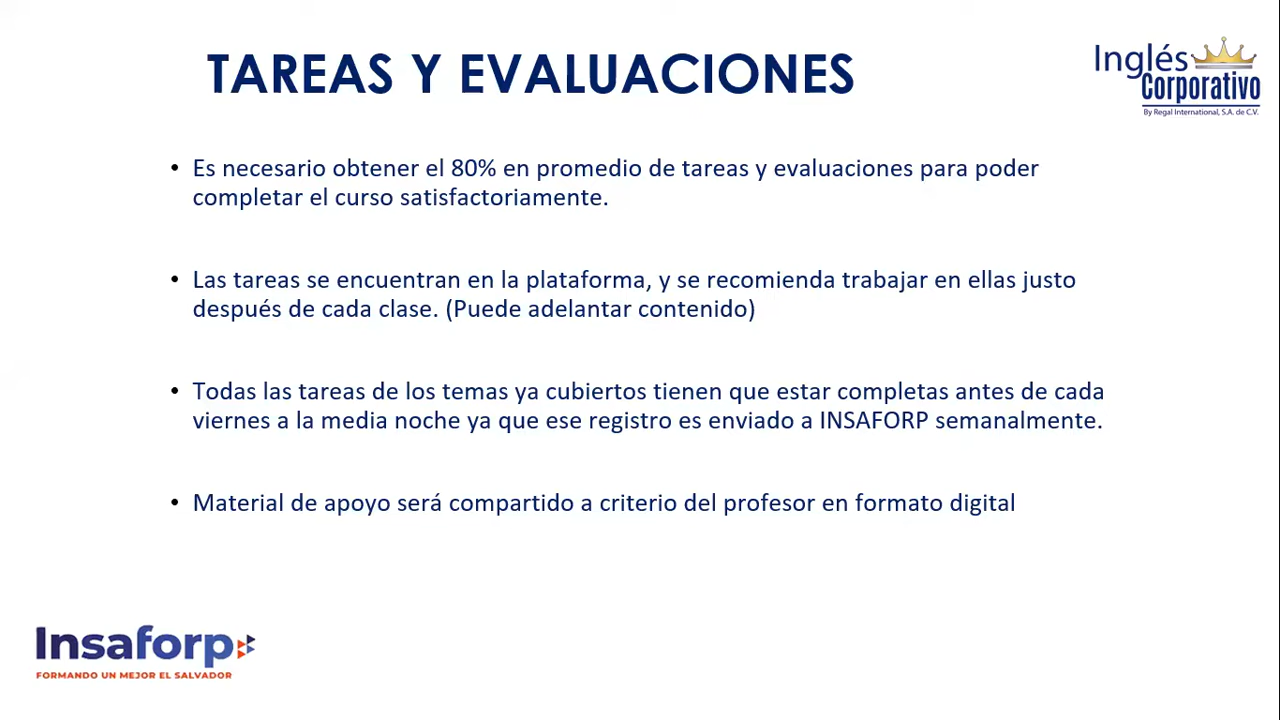 TAREAS Y EVALUACIONES
Inglés
Corporativo
By Regal International, S.A. de C.V.
• Es necesario obtener el 80% en promedio de tareas y evaluaciones para poder
completar el curso satisfactoriamente.
• Las tareas se encuentran en la plataforma, y se recomienda trabajar en ellas justo
después de cada clase. (Puede adelantar contenido)
• Todas las tareas de los temas ya cubiertos tienen que estar completas antes de cada
viernes a la media noche ya que ese registro es enviado a INSAFORP semanalmente.
• Material de apoyo será compartido a criterio del profesor en formato digital
Insaforp
FORMANDO UN MEJOR EL SALVADOR